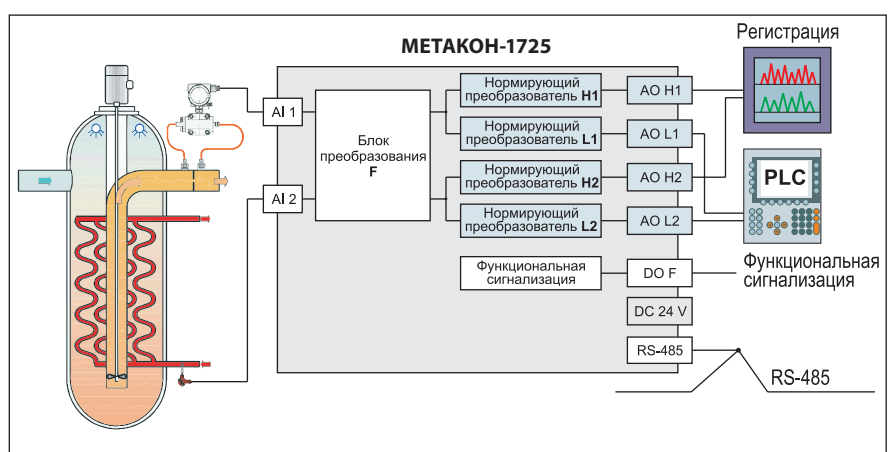 МЕТАКОН-1725
Регистрация
AI 1
AI 2
Блок
преобразования
F
Нормирующий
преобразователь H1
Нормирующий
преобразователь L1
Нормирующий
преобразователь H2
Нормирующий
преобразователь L2
Функциональная
сигнализация
AO H1
AO L1
AO H2
AO L2
DO F
DC 24 V
RS-485
PLC
Функциональная
сигнализация
RS-485